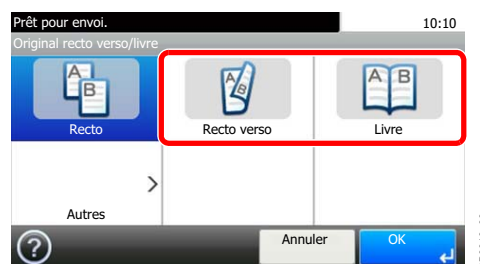 Prêt pour envoi. 10:10
Original recto verso/livre
A B A B A B
Recto Recto verso Livre
Autres
? Annuler OK